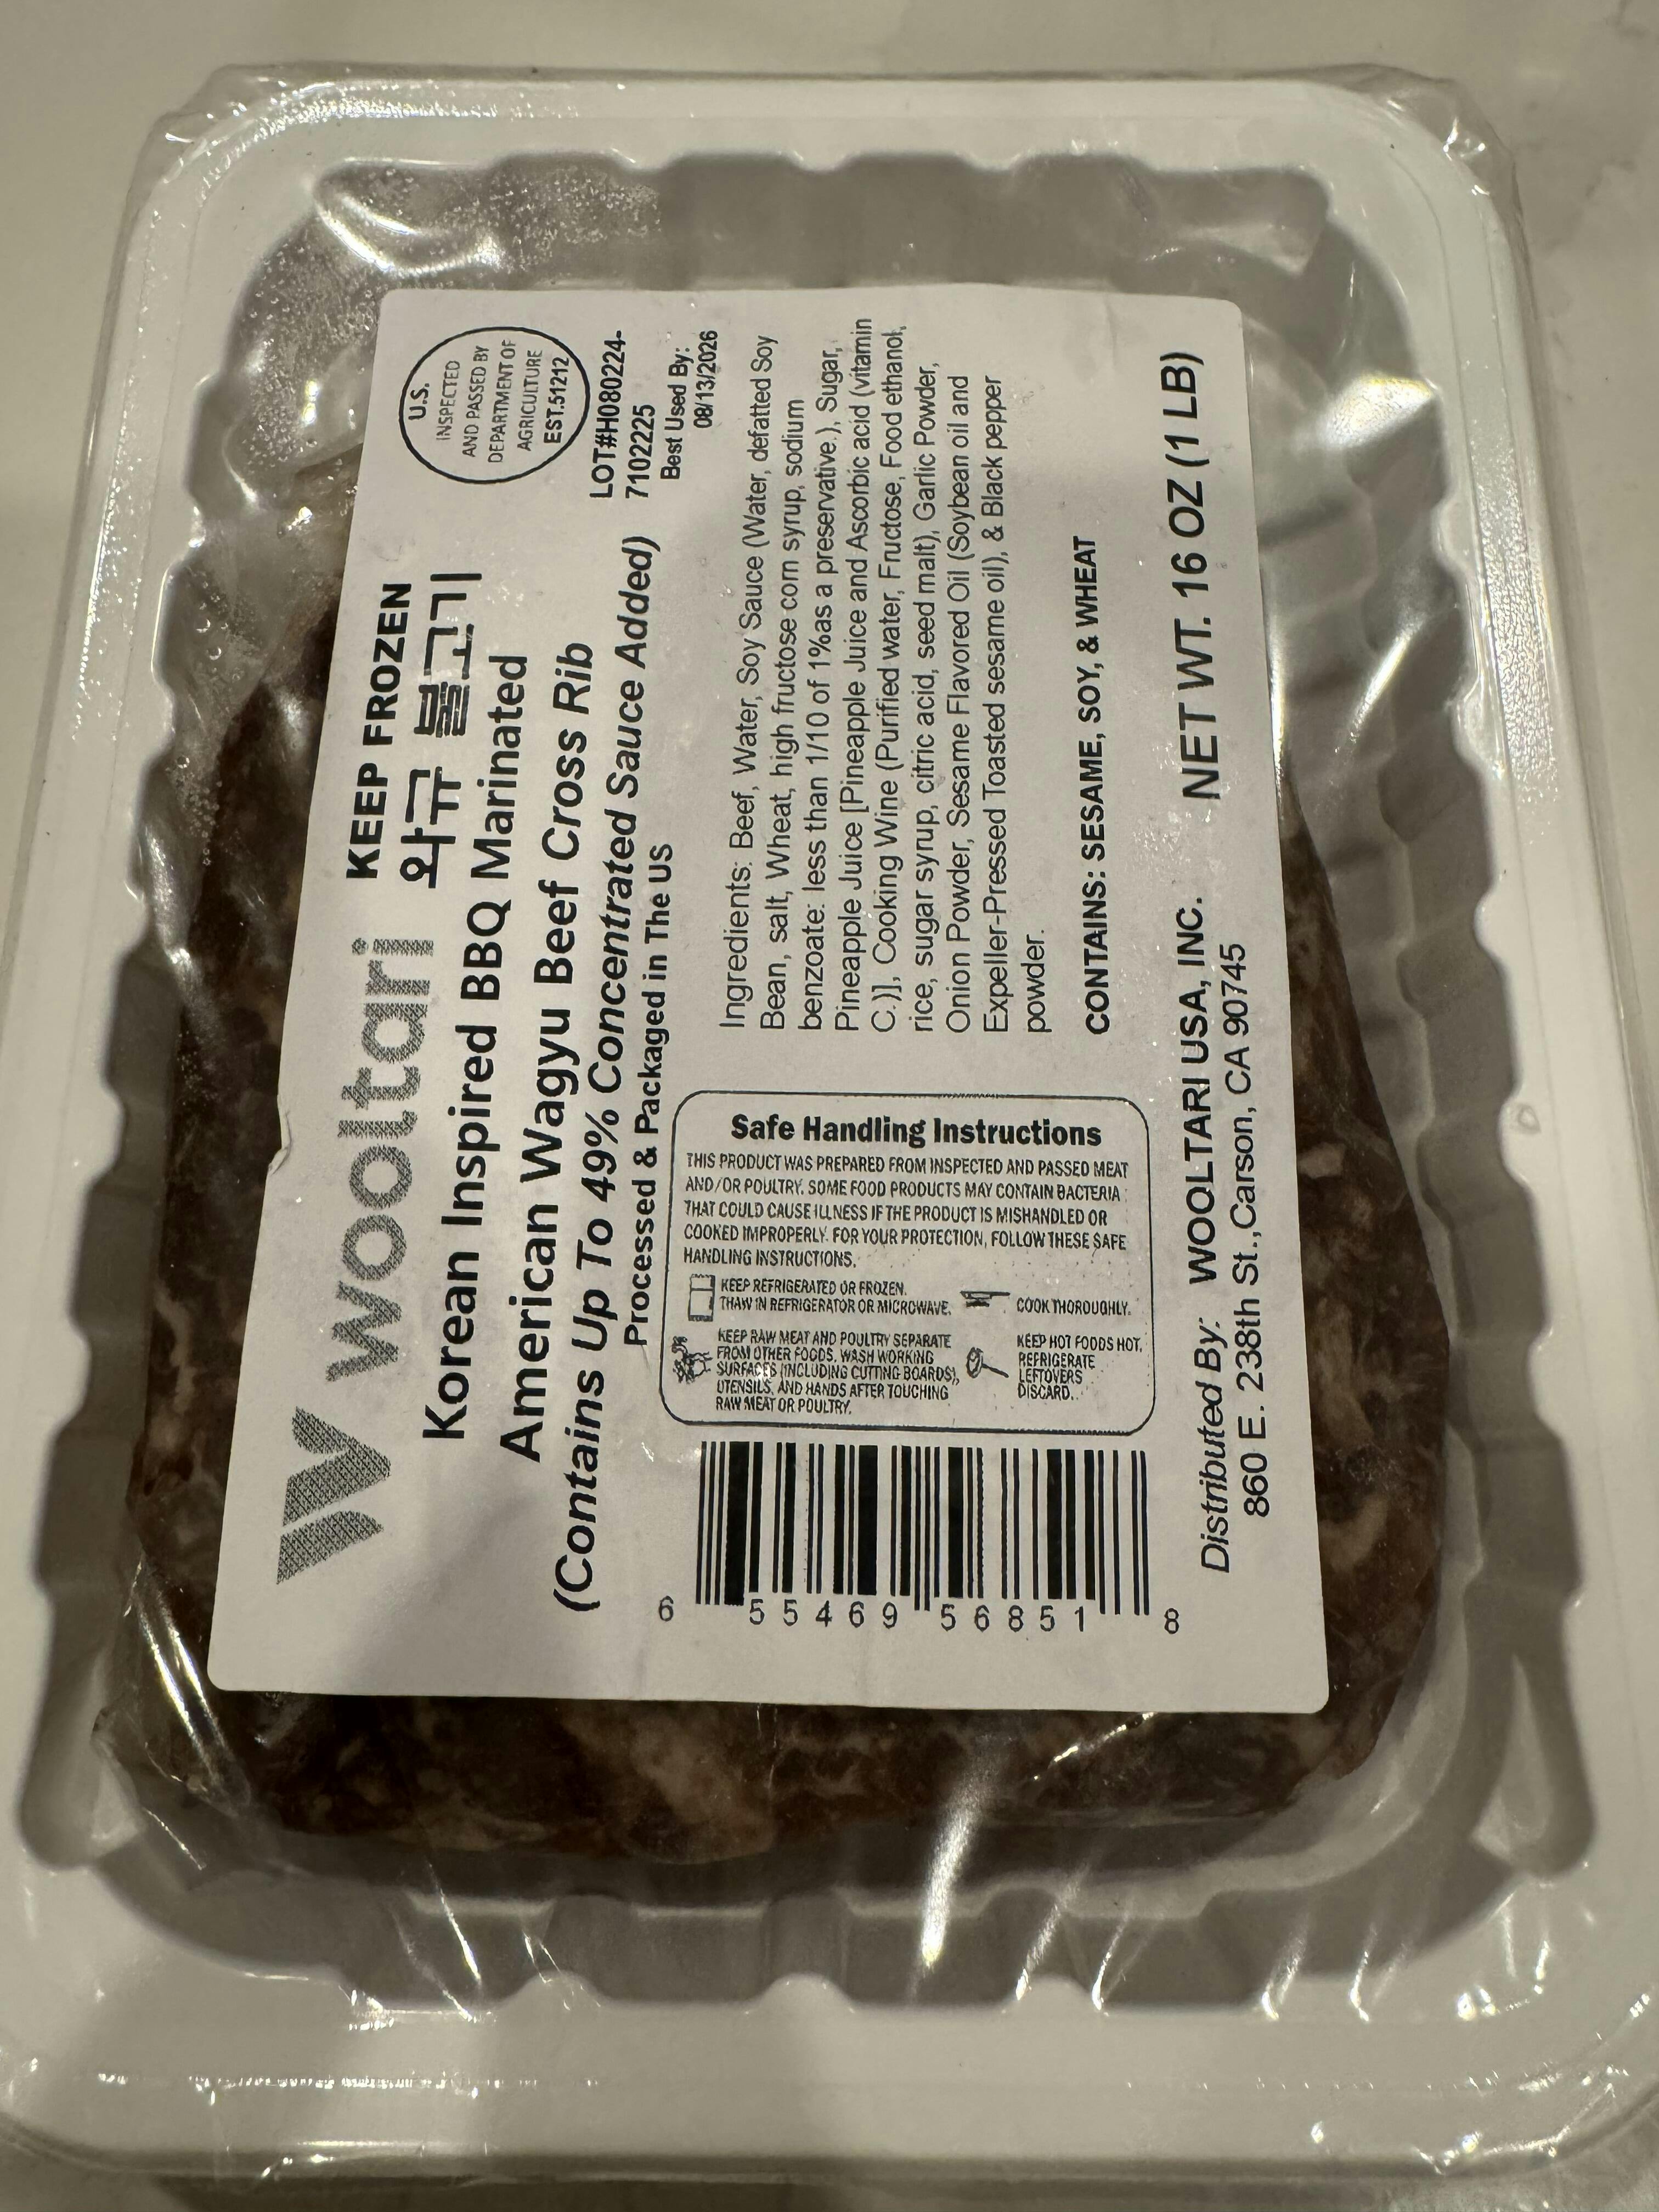 wooltari
KEEP FROZEN
와규 불고기
Korean Inspired BBQ Marinated
American Wagyu Beef Cross Rib
(Contains Up To 49% Concentrated Sauce Added)
Processed & Packaged in The US
U.S.
INSPECTED
AND PASSED BY
DEPARTMENT OF
AGRICULTURE
EST.51212
LOT#H080224-
7102225
Best Used By:
08/13/2026
Ingredients: Beef, Water, Soy Sauce (Water, defatted Soy
Bean, salt, Wheat, high fructose corn syrup, sodium
benzoate: less than 1/10 of 1%as a preservative.), Sugar,
Pineapple Juice [Pineapple Juice and Ascorbic acid (vitamin
C.)], Cooking Wine (Purified water, Fructose, Food ethanol,
rice, sugar syrup, citric acid, seed malt), Garlic Powder,
Onion Powder, Sesame Flavored Oil (Soybean oil and
Expeller-Pressed Toasted sesame oil), & Black pepper
powder.
CONTAINS: SESAME, SOY, & WHEAT
Safe Handling Instructions
THIS PRODUCT WAS PREPARED FROM INSPECTED AND PASSED MEAT
AND/OR POULTRY. SOME FOOD PRODUCTS MAY CONTAIN BACTERIA
THAT COULD CAUSE ILLNESS IF THE PRODUCT IS MISHANDLED OR
COOKED IMPROPERLY. FOR YOUR PROTECTION, FOLLOW THESE SAFE
HANDLING INSTRUCTIONS.
KEEP REFRIGERATED OR FROZEN.
THAW IN REFRIGERATOR OR MICROWAVE.
COOK THOROUGHLY.
KEEP RAW MEAT AND POULTRY SEPARATE
FROM OTHER FOODS. WASH WORKING
SURFACES (INCLUDING CUTTING BOARDS),
UTENSILS, AND HANDS AFTER TOUCHING
RAW MEAT OR POULTRY.
KEEP HOT FOODS HOT.
REFRIGERATE
LEFTOVERS
DISCARD.
6 55469 56851 8
Distributed By: WOOLTARI USA, INC.
860 E. 238th St.,Carson, CA 90745
NET WT. 16 OZ (1 LB)